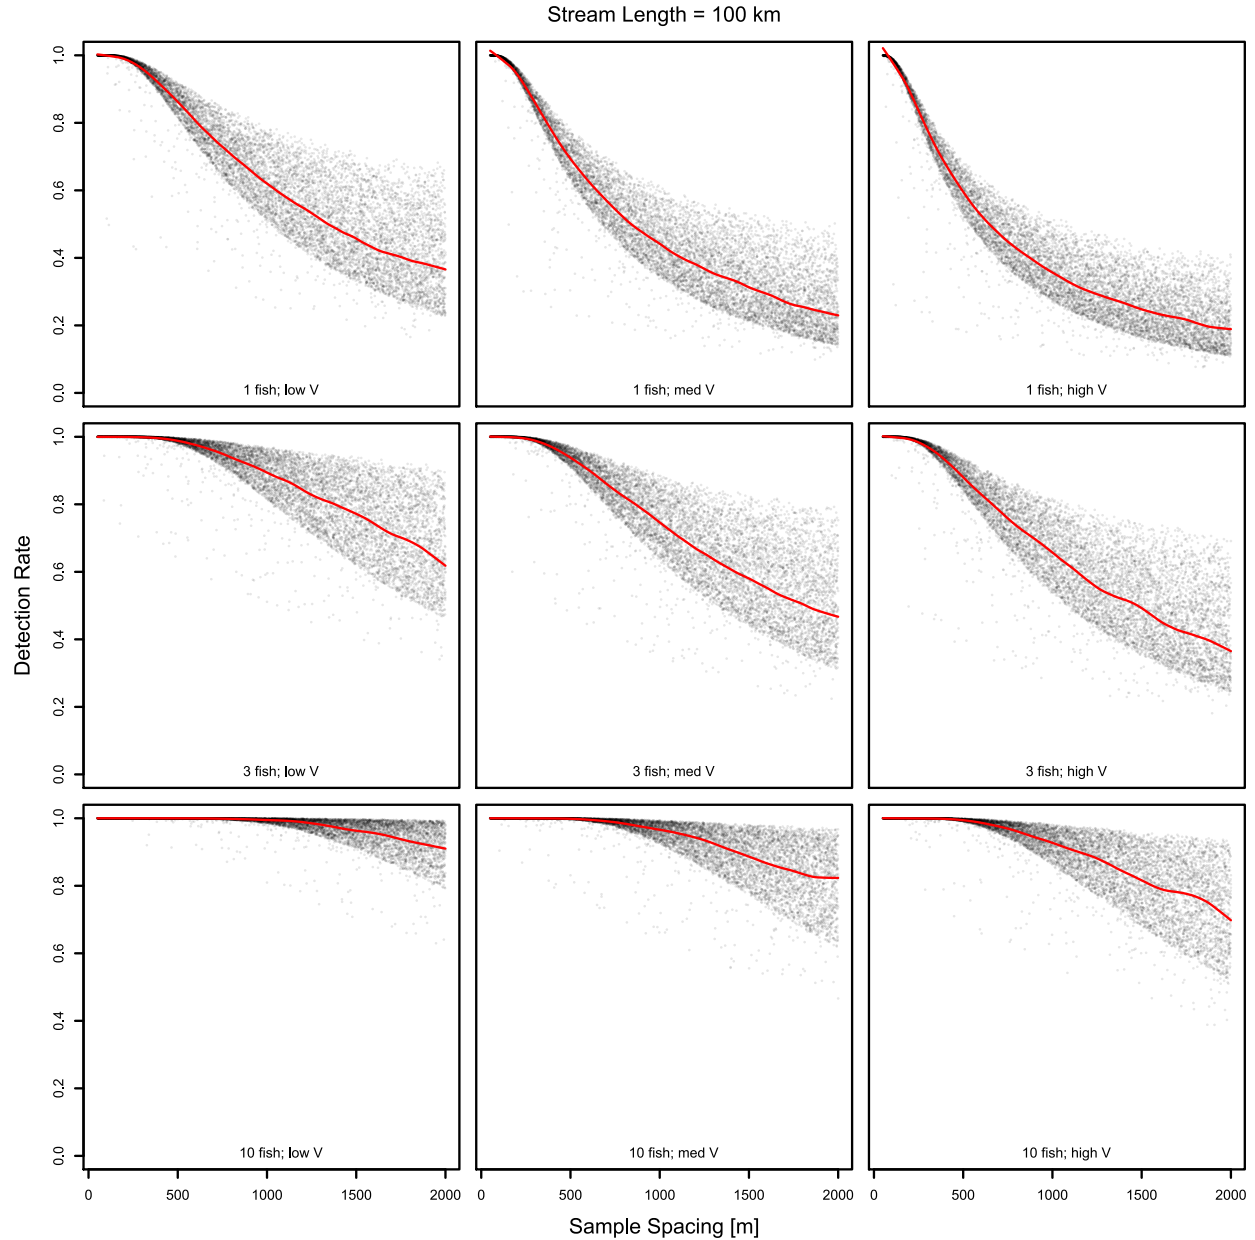 Stream Length = 100 km
1.0
0.8
0.6
0.4
0.2
0.0
1 fish; low V
1 fish; med V
1 fish; high V
1.0
0.8
0.6
0.4
0.2
0.0
3 fish; low V
3 fish; med V
3 fish; high V
Detection Rate
1.0
0.8
0.6
0.4
0.2
0.0
10 fish; low V
10 fish; med V
10 fish; high V
0 500 1000 1500 2000
0 500 1000 1500 2000
0 500 1000 1500 2000
Sample Spacing [m]